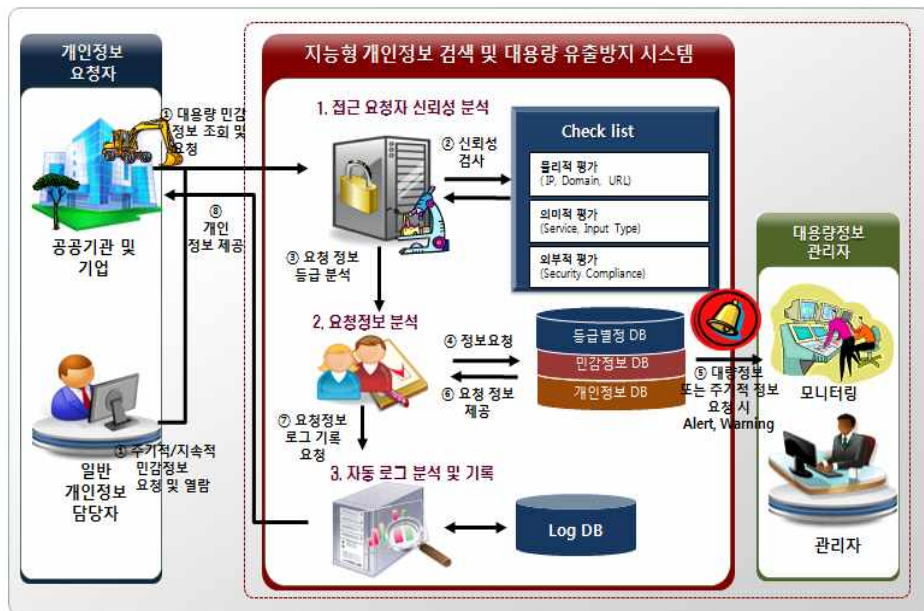 개인정보
요청자
① 대용량 민감
정보 조회 및
요청
공공기관 및
기업
⑧
개인
정보 제공
일반
개인정보
담당자
① 주기적/지속적
민감정보
요청 및 열람
지능형 개인정보 검색 및 대용량 유출방지 시스템
1. 접근 요청자 신뢰성 분석
② 신뢰성
검사
Check list
물리적 평가
(IP, Domain, URL)
의미적 평가
(Service, Input Type)
외부적 평가
(Security Compliance)
③ 요청 정보
등급 분석
2. 요청정보 분석
④ 정보요청
⑥ 요청 정보
제공
등급별정 DB
민감정보 DB
개인정보 DB
⑤ 대량정보
또는 주기적 정보
요청 시
Alert, Warning
⑦ 요청정보
로그 기록
요청
3. 자동 로그 분석 및 기록
Log DB
대용량정보
관리자
모니터링
관리자